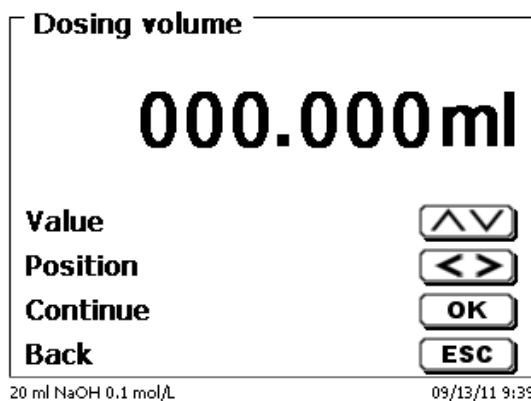 Dosing volume
000.000ml
Value
Position
Continue OK
Back ESC
20 ml NaOH 0.1 mol/L 09/13/11 9:39